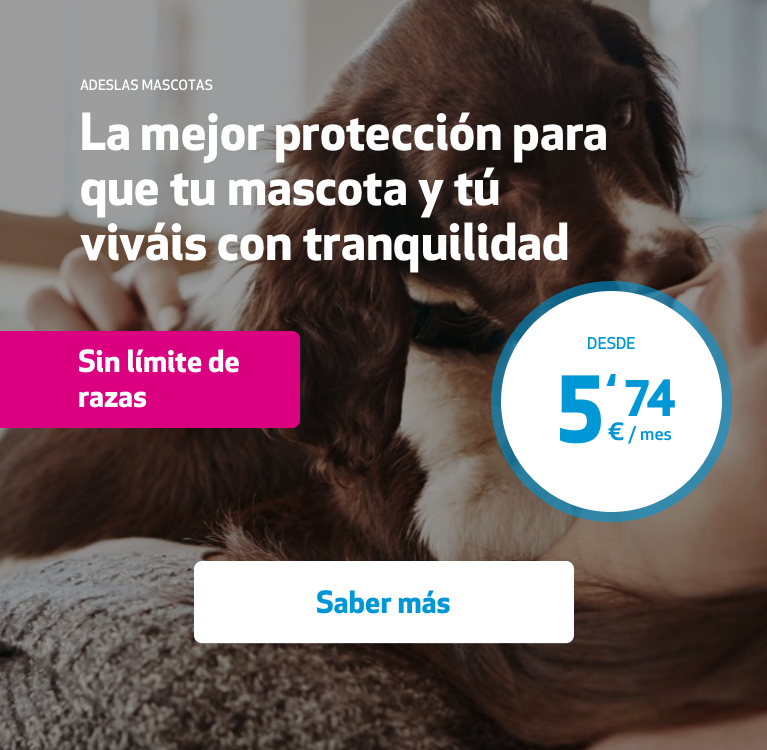 ADESLAS MASCOTAS
La mejor protección para
que tu mascota y tú
viváis con tranquilidad
Sin límite de
razas
DESDE
5‘74
€ / mes
Saber más